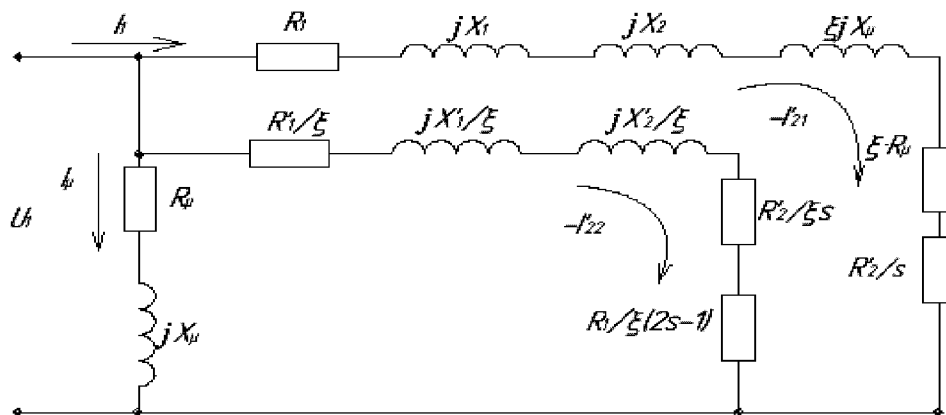 I₁
R₁
jX₁
jX₂
ξjXμ
R'₁/ξ
jX'₁/ξ
jX'₂/ξ
-I'₂₁
ξ·Rμ
Iμ
Rμ
U₁
-I'₂₂
R'₂/ξs
R'₂/s
R₁/ξ(2s-1)
jXμ